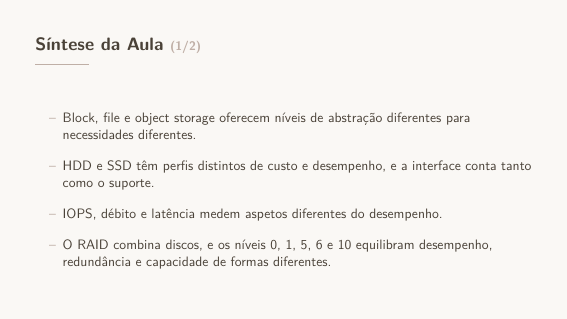 Síntese da Aula (1/2)
– Block, file e object storage oferecem níveis de abstração diferentes para
necessidades diferentes.
– HDD e SSD têm perfis distintos de custo e desempenho, e a interface conta tanto
como o suporte.
– IOPS, débito e latência medem aspetos diferentes do desempenho.
– O RAID combina discos, e os níveis 0, 1, 5, 6 e 10 equilibram desempenho,
redundância e capacidade de formas diferentes.